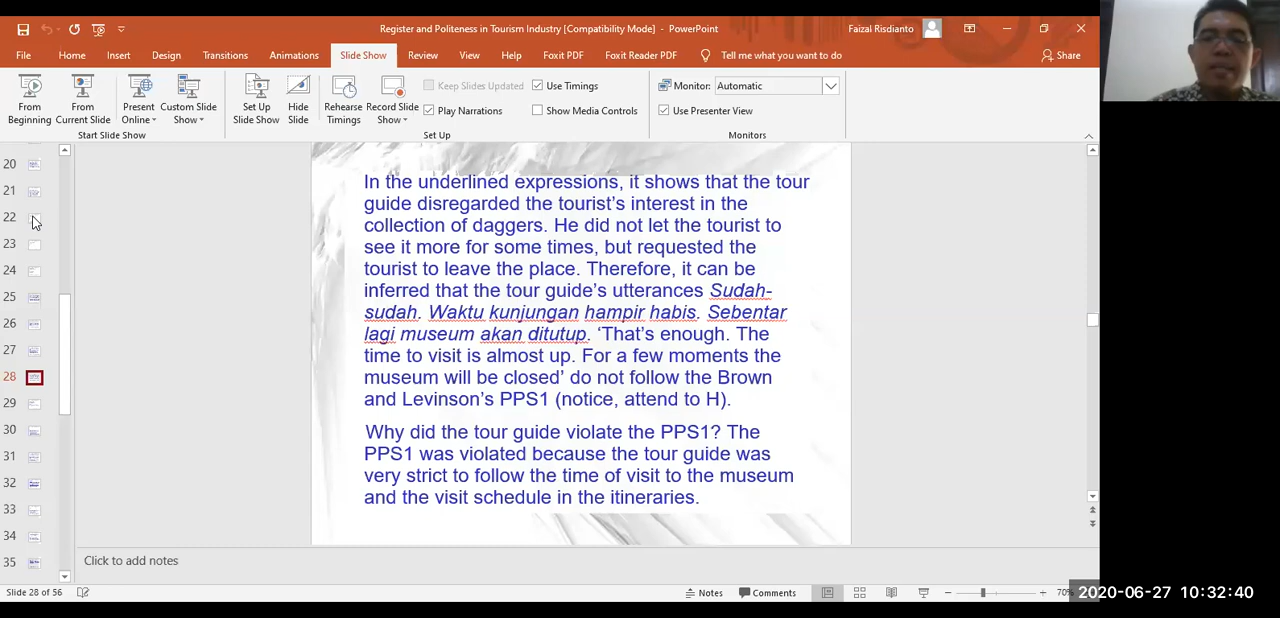 Register and Politeness in Tourism Industry [Compatibility Mode] - PowerPoint
Faizal Risdianto
File Home Insert Design Transitions Animations Slide Show Review View Help Foxit PDF Foxit Reader PDF Tell me what you want to do Share
From Beginning
From Current Slide
Present Online
Custom Slide Show
Start Slide Show
Set Up Slide Show
Hide Slide
Rehearse Timings
Record Slide Show
Keep Slides Updated
Play Narrations
Use Timings
Show Media Controls
Set Up
Monitor: Automatic
Use Presenter View
Monitors
20
21
22
23
24
25
26
27
28
29
30
31
32
33
34
35
In the underlined expressions, it shows that the tour
guide disregarded the tourist's interest in the
collection of daggers. He did not let the tourist to
see it more for some times, but requested the
tourist to leave the place. Therefore, it can be
inferred that the tour guide's utterances Sudah-
sudah. Waktu kunjungan hampir habis. Sebentar
lagi museum akan ditutup. ‘That's enough. The
time to visit is almost up. For a few moments the
museum will be closed’ do not follow the Brown
and Levinson's PPS1 (notice, attend to H).
Why did the tour guide violate the PPS1? The
PPS1 was violated because the tour guide was
very strict to follow the time of visit to the museum
and the visit schedule in the itineraries.
Click to add notes
Slide 28 of 56
Notes
Comments
70%
2020-06-27 10:32:40